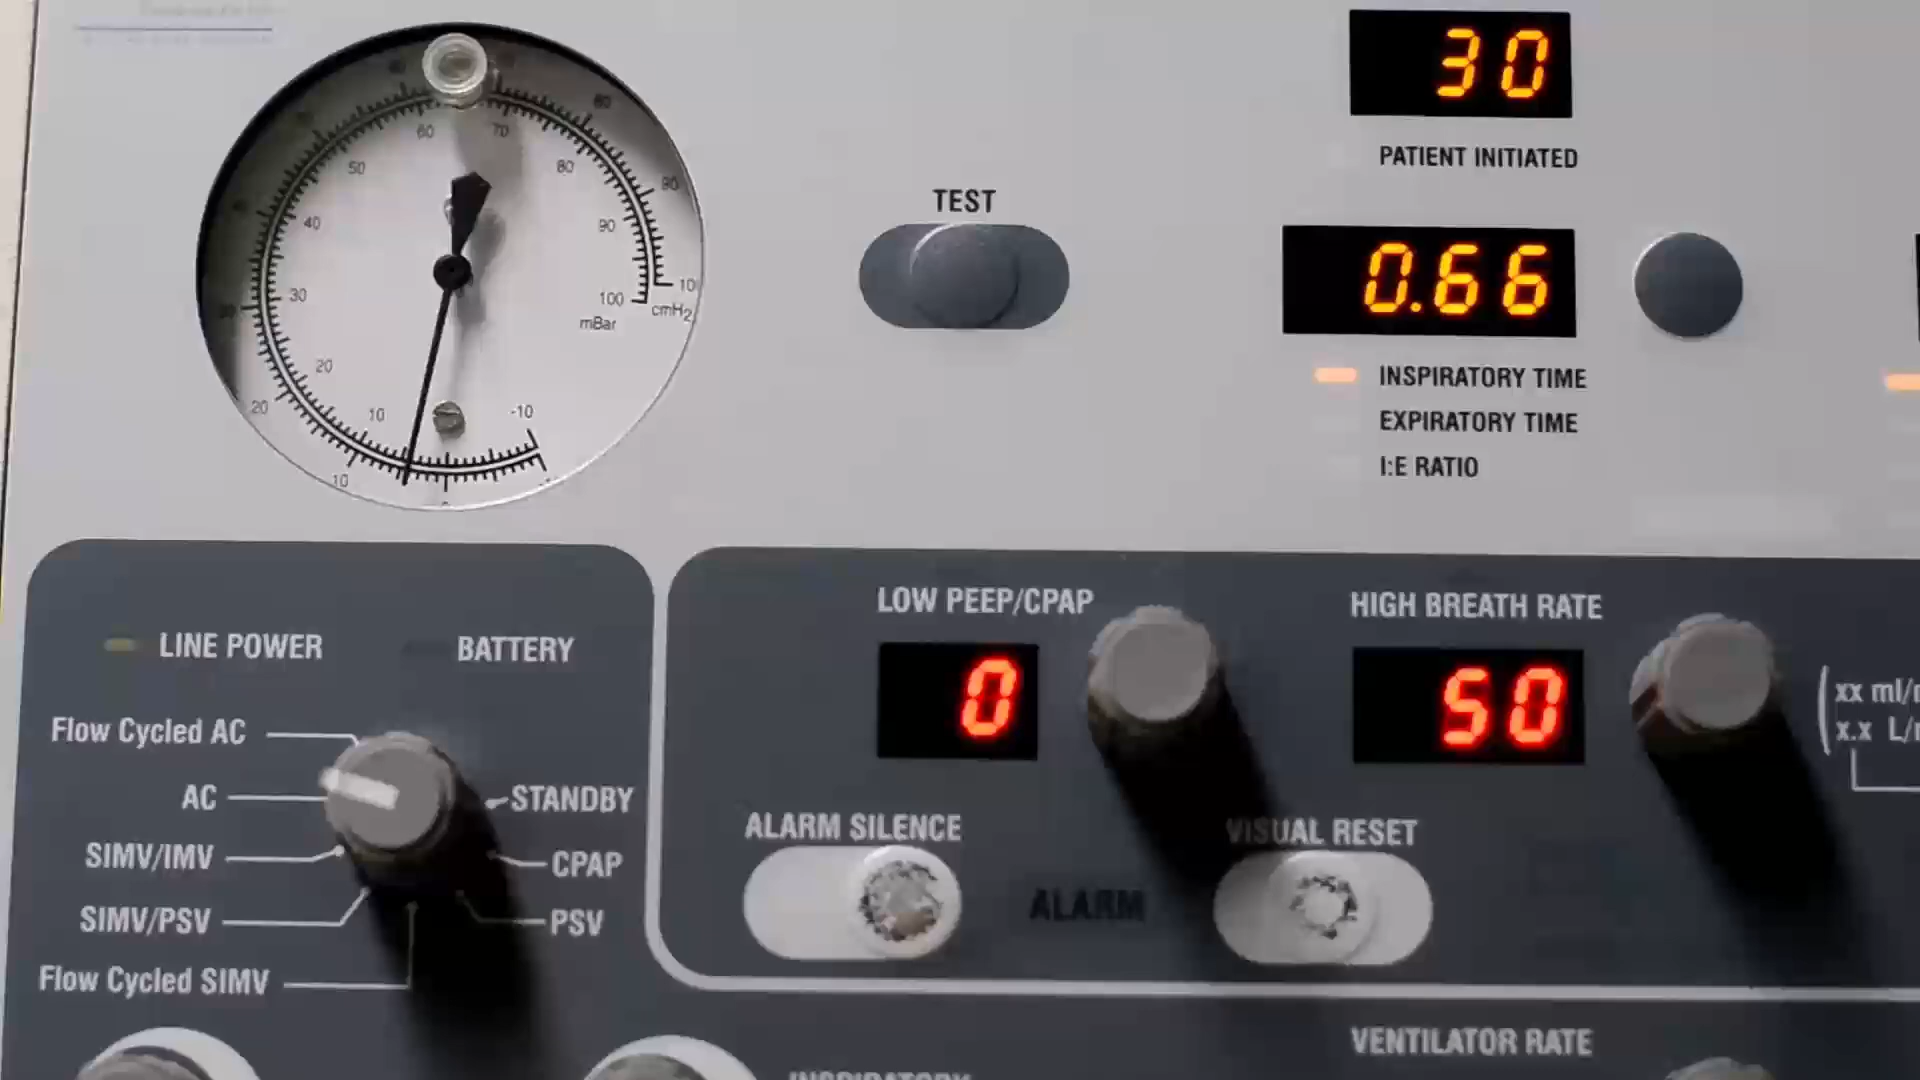 30
PATIENT INITIATED
TEST
0.66
INSPIRATORY TIME
EXPIRATORY TIME
I:E RATIO
60 70 80
50 80
90
40 90
30 100
mBar
cmH2
20
20 10 -10
10 0
LINE POWER BATTERY
Flow Cycled AC
AC
SIMV/IMV
SIMV/PSV
Flow Cycled SIMV
STANDBY
CPAP
PSV
LOW PEEP/CPAP
0
HIGH BREATH RATE
50
ALARM SILENCE
ALARM
VISUAL RESET
xx ml/
x.x L/
VENTILATOR RATE